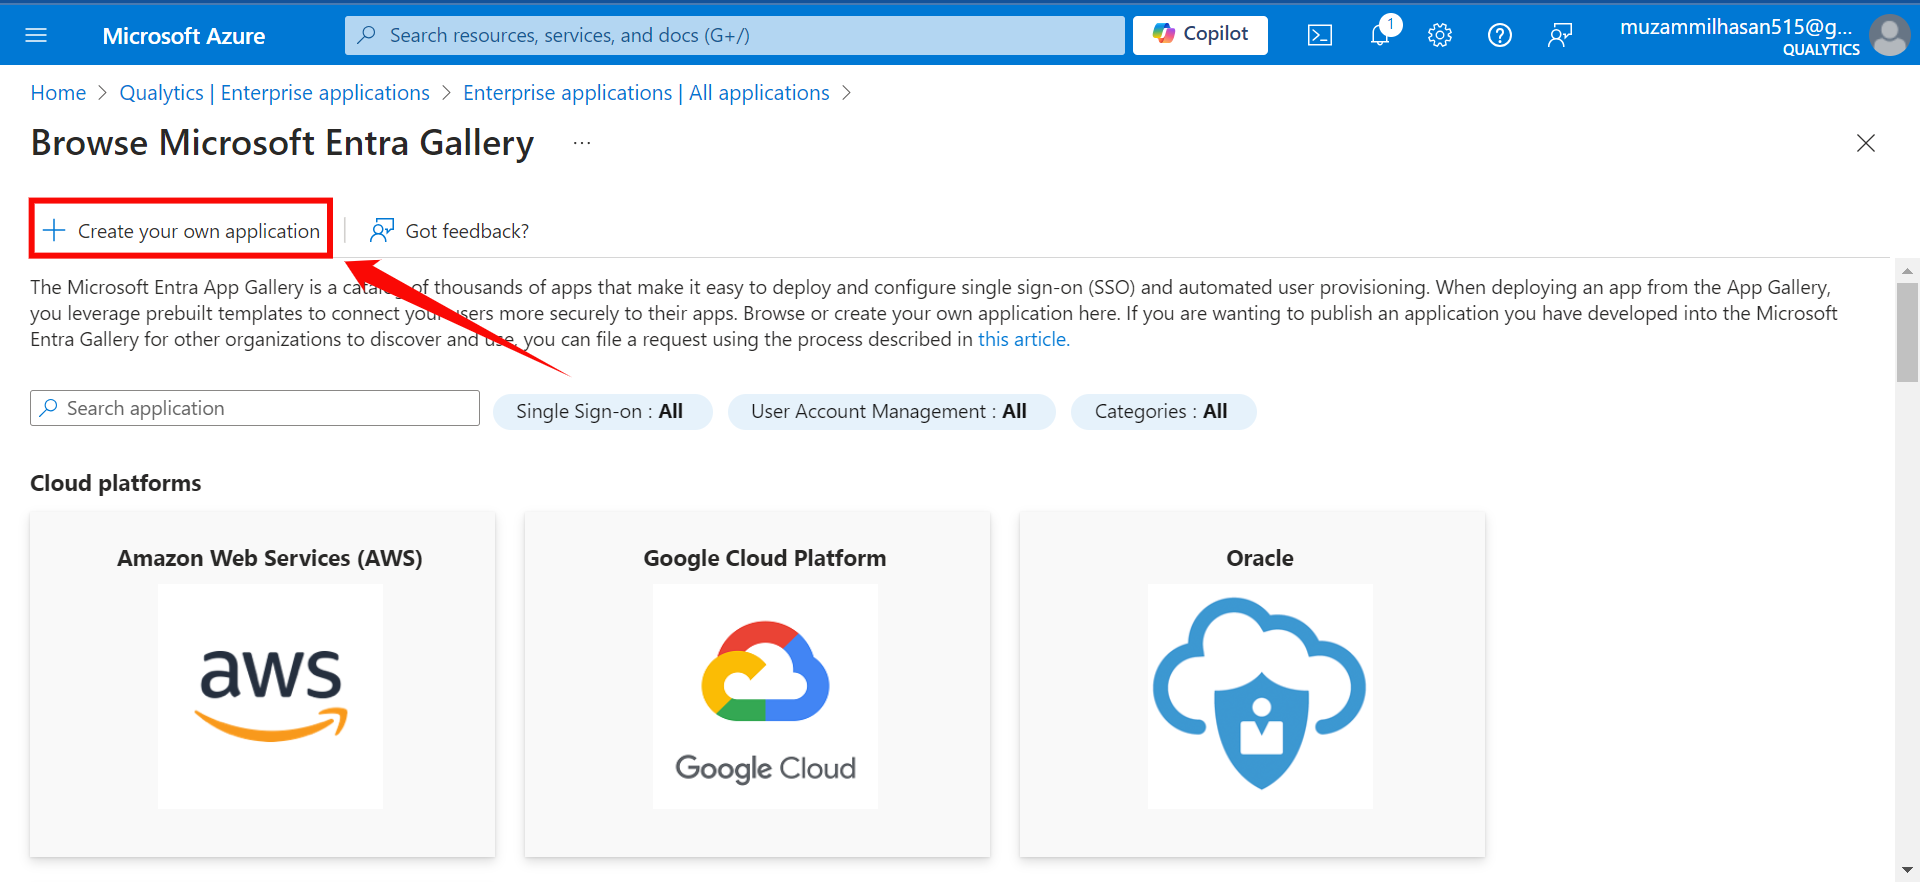 Microsoft Azure
Search resources, services, and docs (G+/)
Copilot
1
muzammilhasan515@g...
QUALYTICS
Home > Qualytics | Enterprise applications > Enterprise applications | All applications >
Browse Microsoft Entra Gallery ...
Create your own application
Got feedback?
The Microsoft Entra App Gallery is a catalog of thousands of apps that make it easy to deploy and configure single sign-on (SSO) and automated user provisioning. When deploying an app from the App Gallery,
you leverage prebuilt templates to connect your users more securely to their apps. Browse or create your own application here. If you are wanting to publish an application you have developed into the Microsoft
Entra Gallery for other organizations to discover and use, you can file a request using the process described in this article.
Search application
Single Sign-on : All
User Account Management : All
Categories : All
Cloud platforms
Amazon Web Services (AWS)
Google Cloud Platform
Oracle
aws
Google Cloud